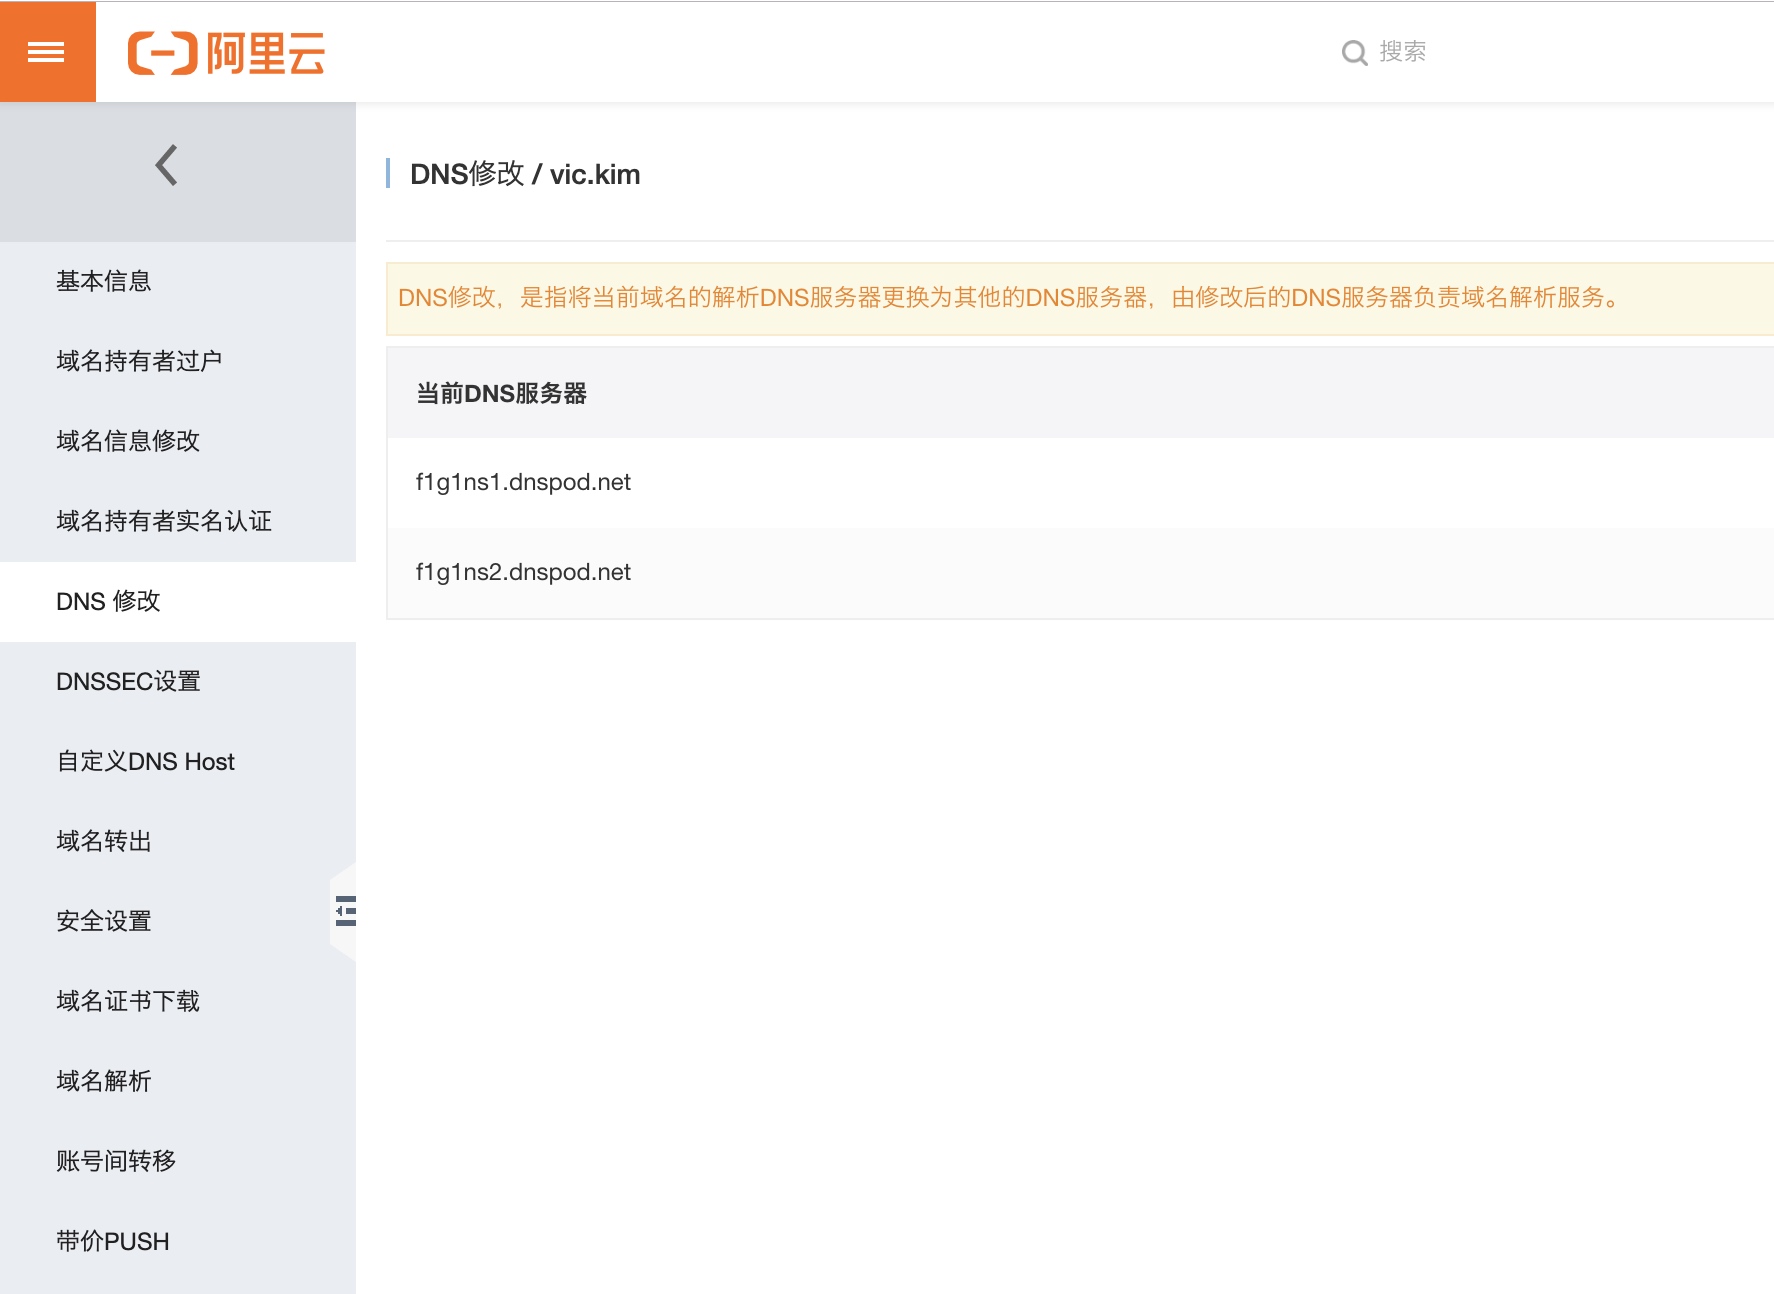 阿里云
搜索
DNS修改 / vic.kim
DNS修改，是指将当前域名的解析DNS服务器更换为其他的DNS服务器，由修改后的DNS服务器负责域名解析服务。
当前DNS服务器
f1g1ns1.dnspod.net
f1g1ns2.dnspod.net
基本信息
域名持有者过户
域名信息修改
域名持有者实名认证
DNS 修改
DNSSEC设置
自定义DNS Host
域名转出
安全设置
域名证书下载
域名解析
账号间转移
带价PUSH